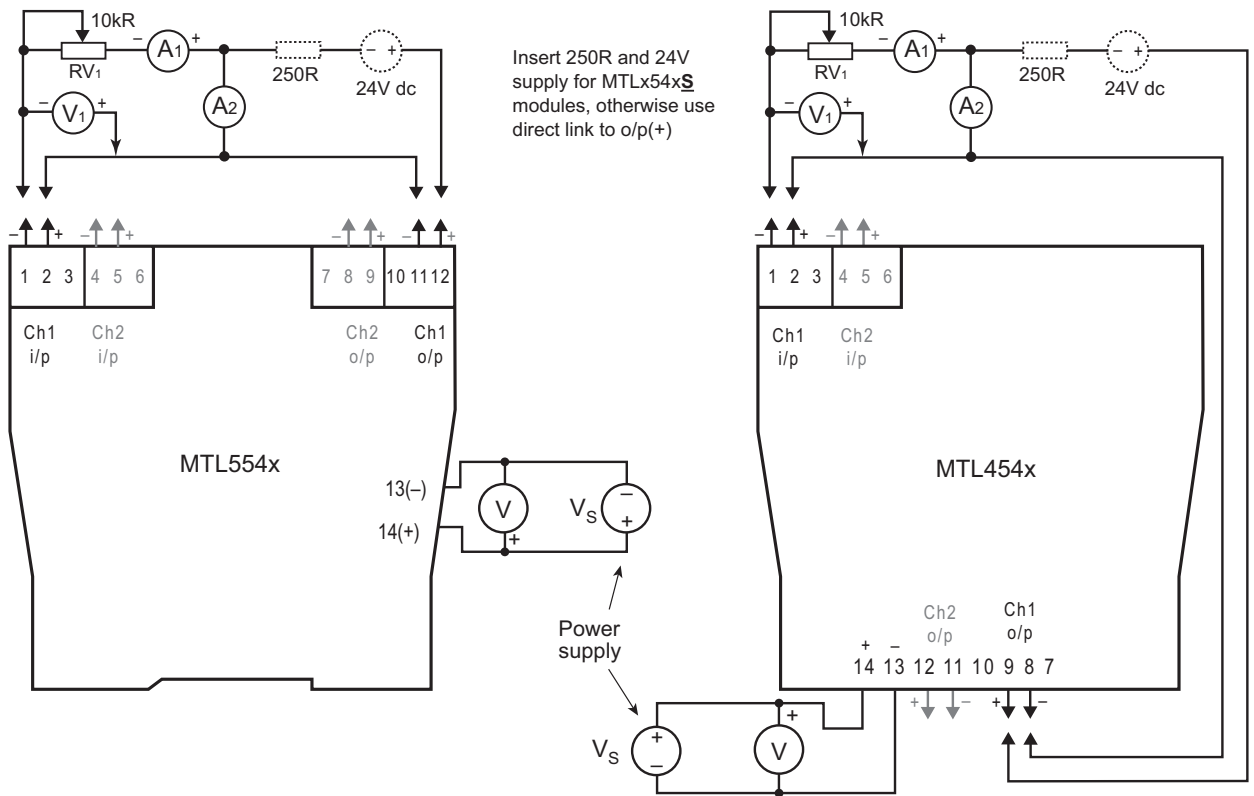 10kR
− A1 +
RV1
250R
− +
24V dc
− V1 +
A2
Insert 250R and 24V
supply for MTLx54xS
modules, otherwise use
direct link to o/p(+)
10kR
− A1 +
RV1
250R
− +
24V dc
− V1 +
A2
− + − + − + − +
1 2 3 4 5 6 7 8 9 10 11 12
Ch1 i/p
Ch2 i/p
Ch2 o/p
Ch1 o/p
MTL554x
13(–)
14(+)
V
+
VS
−
+
− + − +
1 2 3 4 5 6
Ch1 i/p
Ch2 i/p
MTL454x
Power
supply
Ch2 o/p
Ch1 o/p
+ −
14 13 12 11 10 9 8 7
+ − + −
VS
+
−
+
V